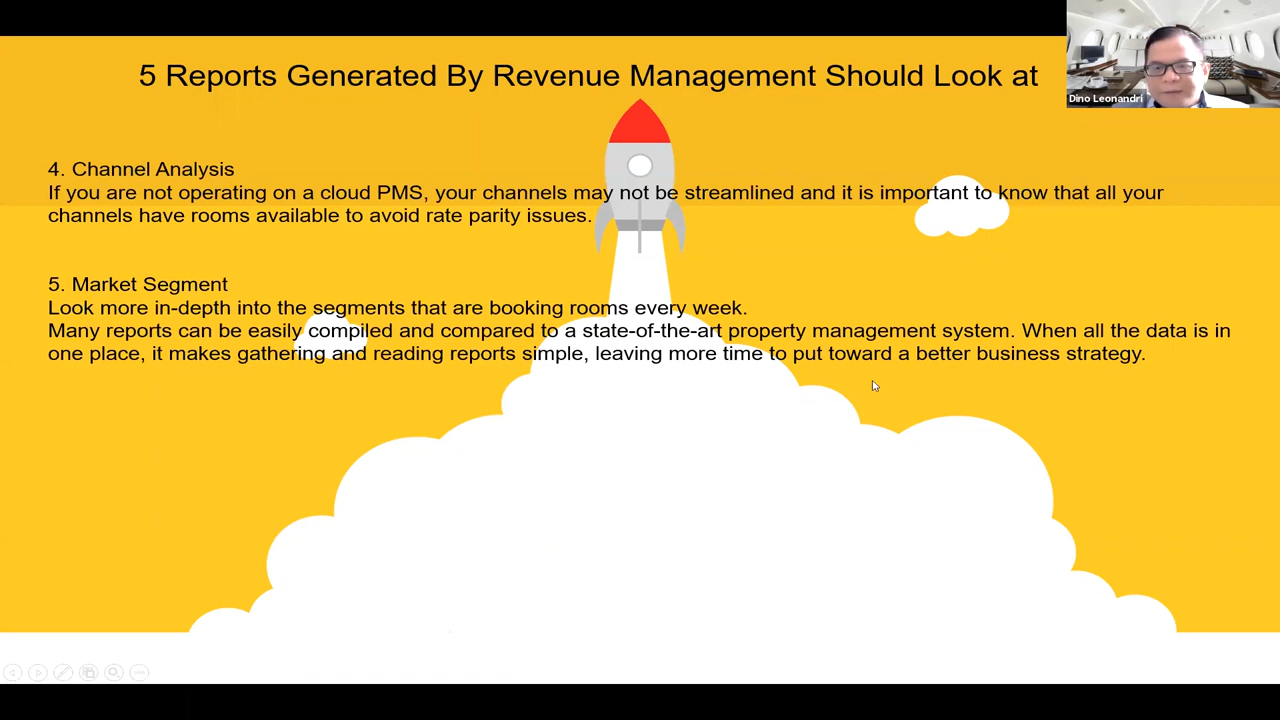 5 Reports Generated By Revenue Management Should Look at
Dino Leonandri
4. Channel Analysis
If you are not operating on a cloud PMS, your channels may not be streamlined and it is important to know that all your
channels have rooms available to avoid rate parity issues.
5. Market Segment
Look more in-depth into the segments that are booking rooms every week.
Many reports can be easily compiled and compared to a state-of-the-art property management system. When all the data is in
one place, it makes gathering and reading reports simple, leaving more time to put toward a better business strategy.